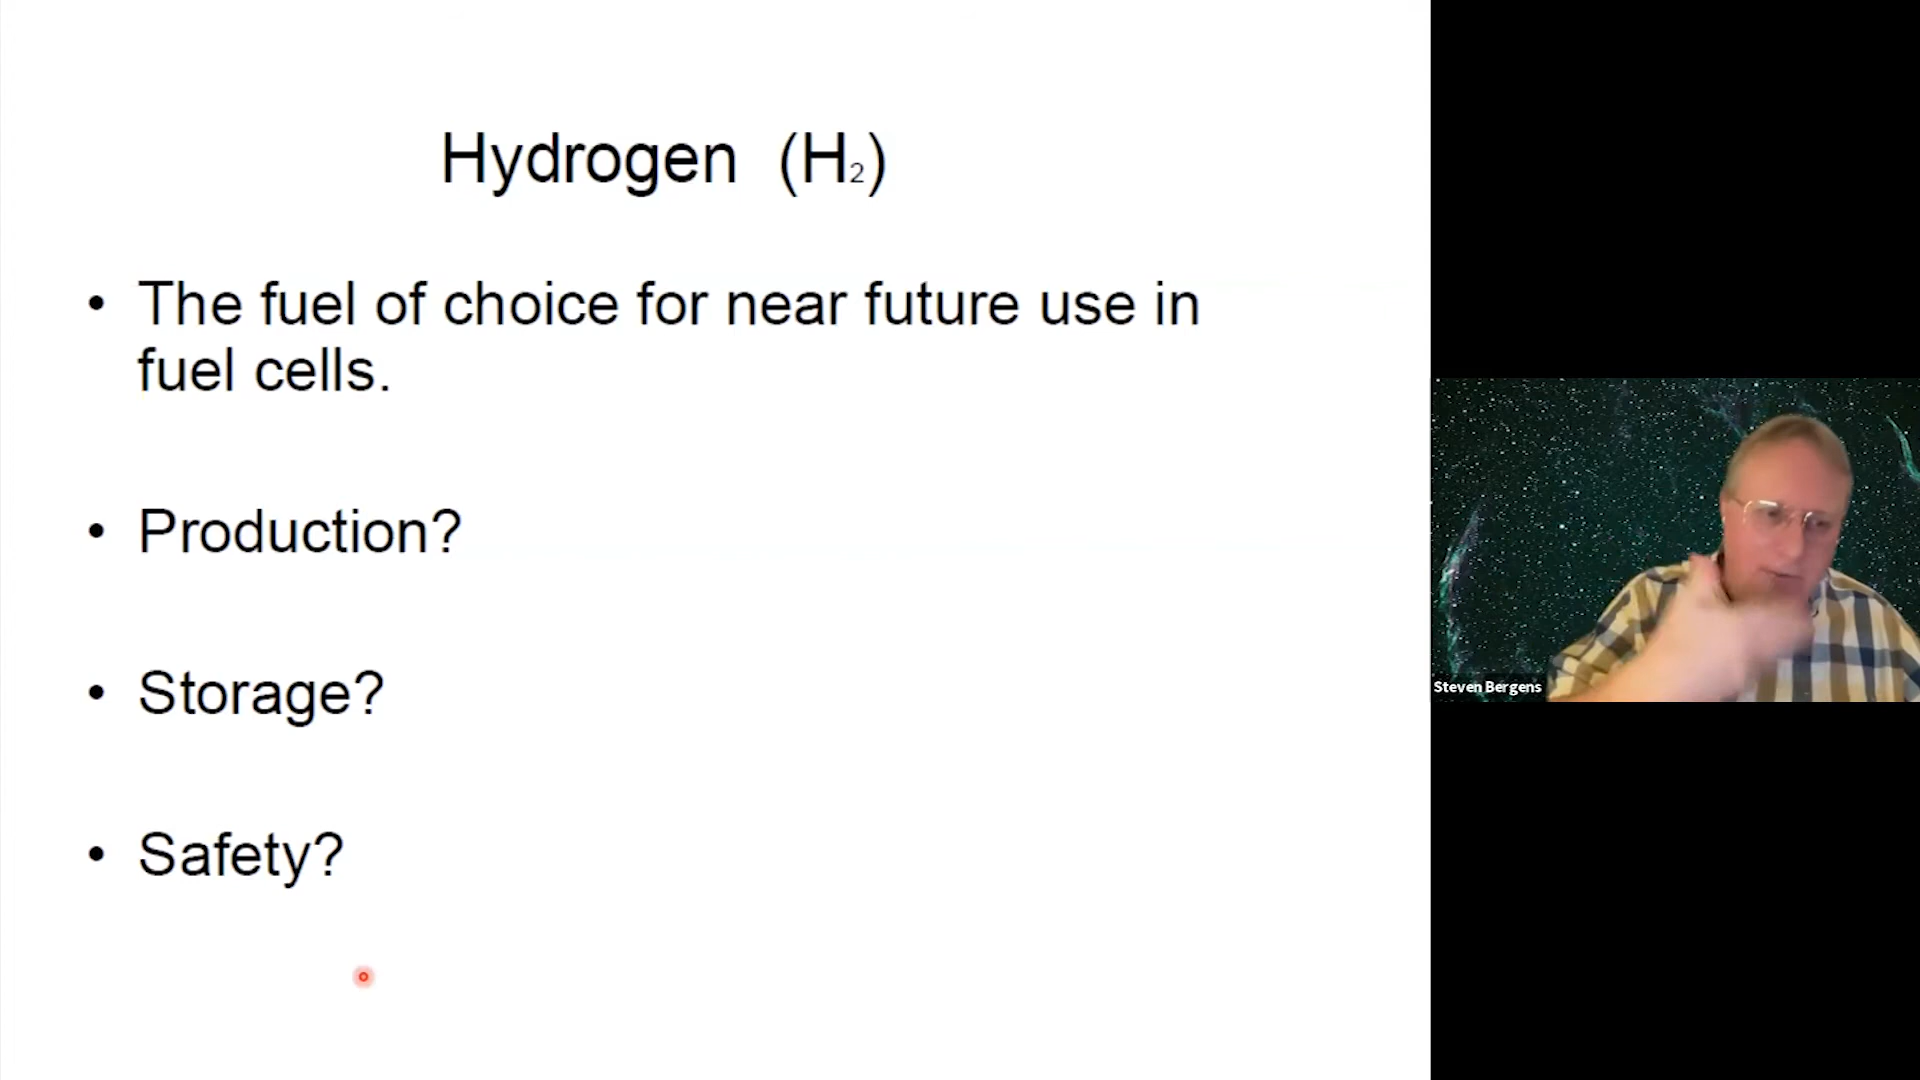 Hydrogen (H₂)
• The fuel of choice for near future use in
fuel cells.
• Production?
• Storage?
• Safety?
Steven Bergens